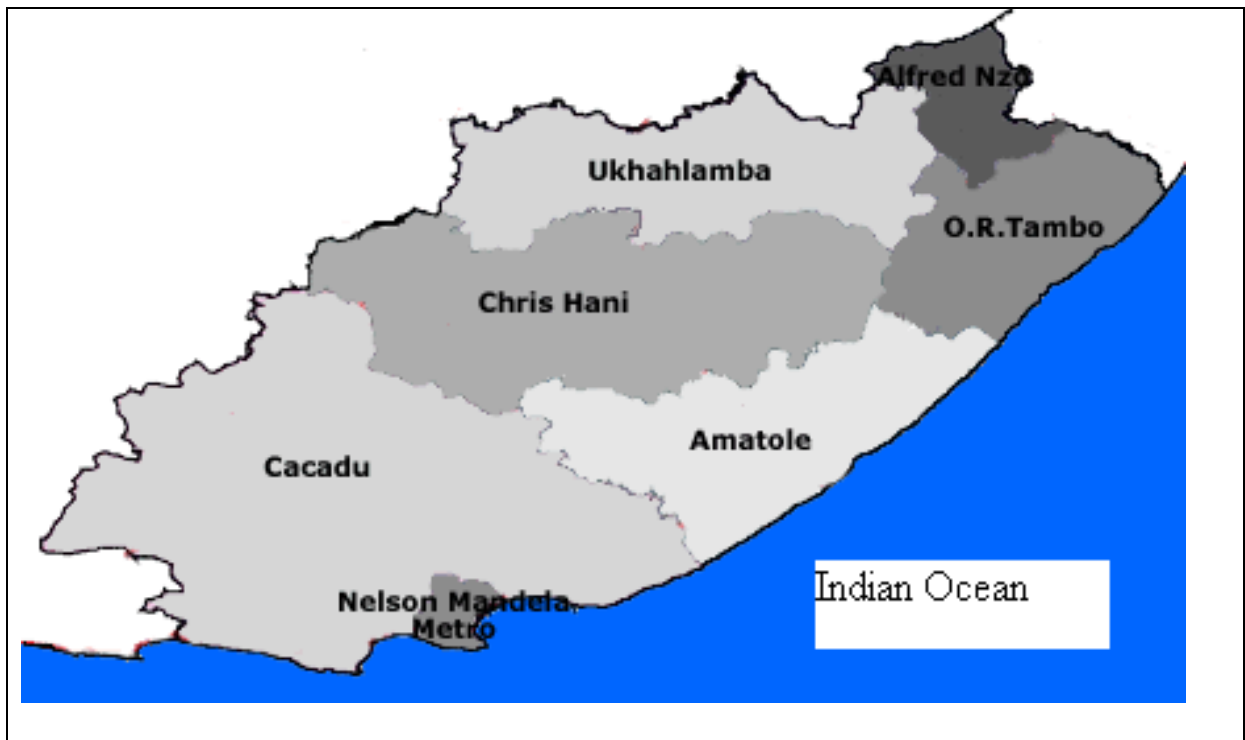 Alfred Nzo
Ukhahlamba
O.R.Tambo
Chris Hani
Amatole
Cacadu
Indian Ocean
Nelson Mandela
Metro